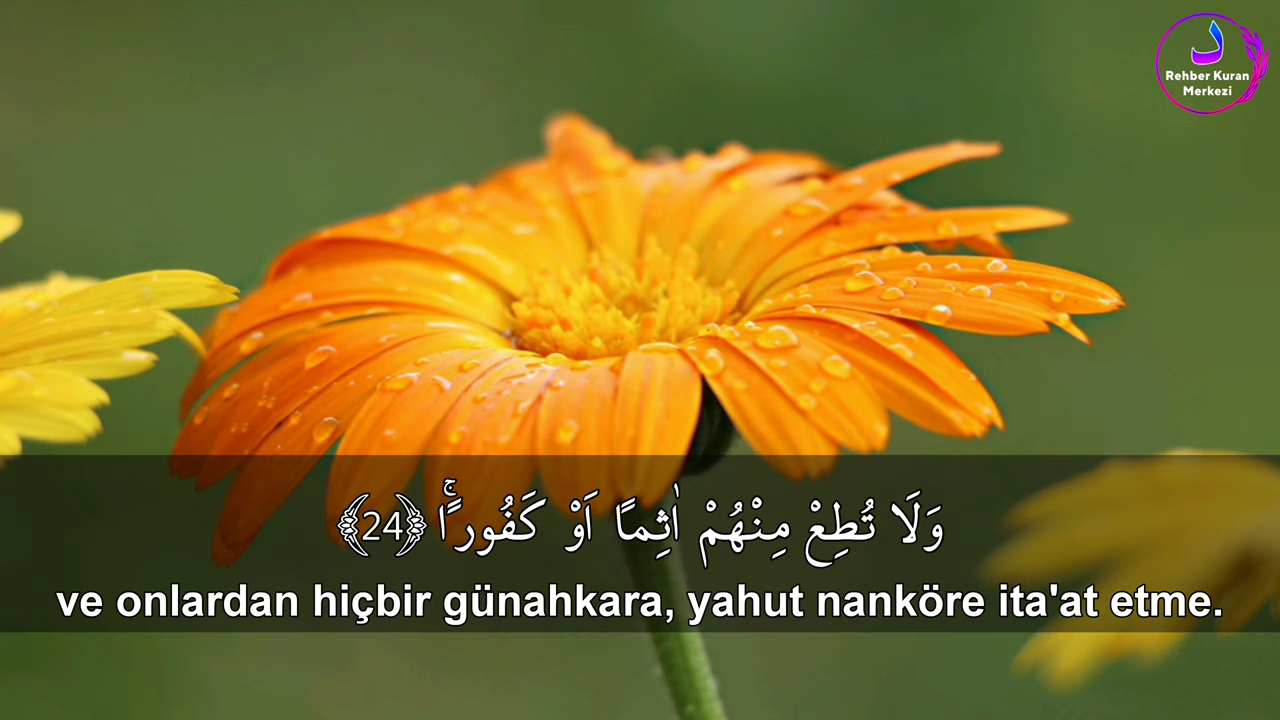 Rehber Kuran
Merkezi
وَلَا تُطِعْ مِنْهُمْ اٰثِمًا اَوْ كَفُورًاۚ ﴿24﴾
ve onlardan hiçbir günahkara, yahut nanköre ita'at etme.